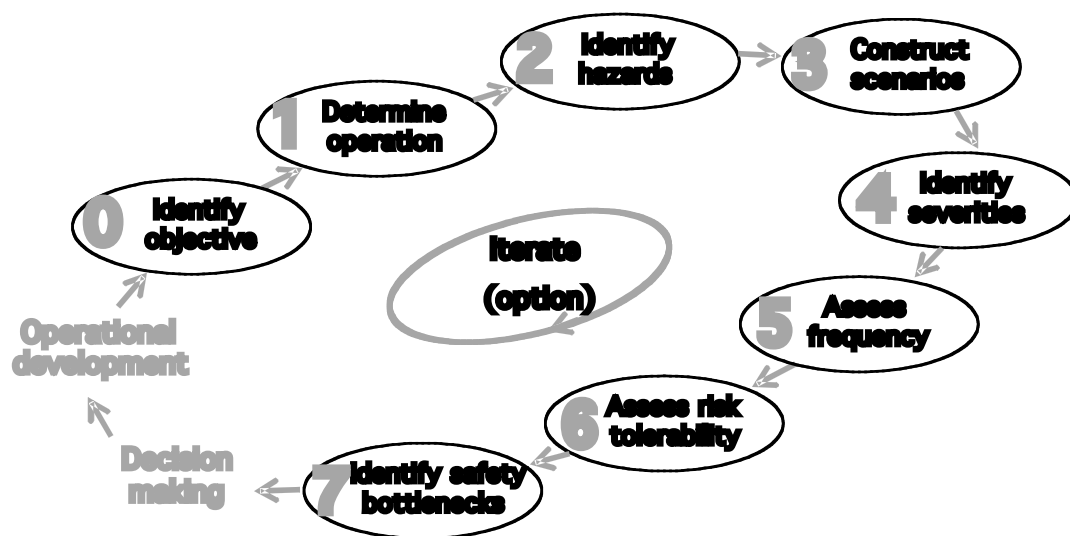 0
Identify
objective
1
Determine
operation
2
Identify
hazards
3
Construct
scenarios
4
Identify
severities
5
Assess
frequency
6
Assess risk
tolerability
7
Identify safety
bottlenecks
Decision
making
Operational
development
Iterate
(option)